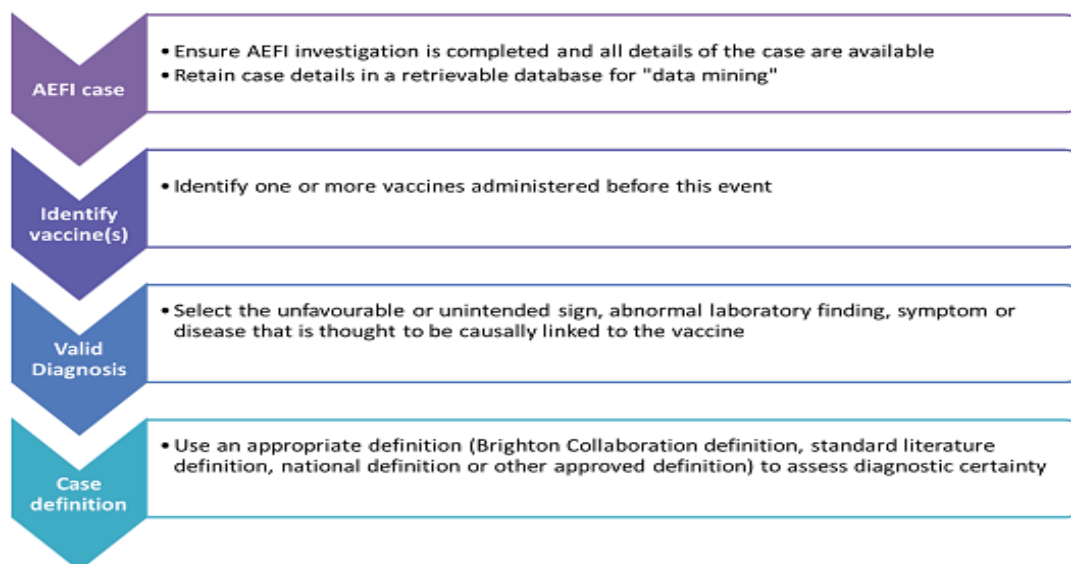 AEFI case
• Ensure AEFI investigation is completed and all details of the case are available
• Retain case details in a retrievable database for "data mining"
Identify
vaccine(s)
• Identify one or more vaccines administered before this event
Valid
Diagnosis
• Select the unfavourable or unintended sign, abnormal laboratory finding, symptom or
disease that is thought to be causally linked to the vaccine
Case
definition
• Use an appropriate definition (Brighton Collaboration definition, standard literature
definition, national definition or other approved definition) to assess diagnostic certainty